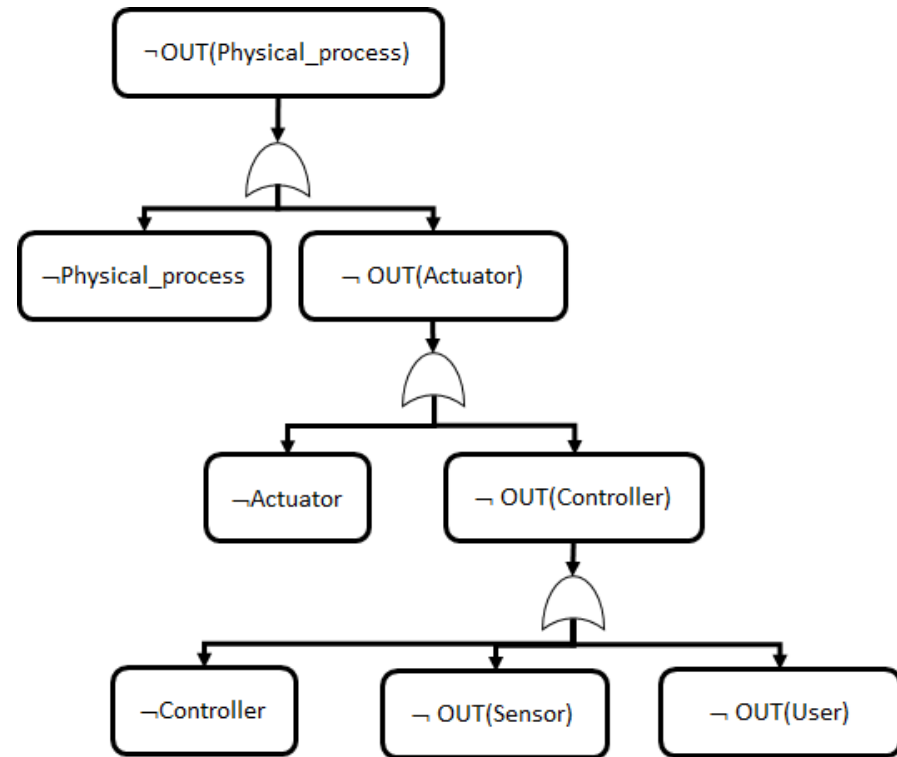 ¬OUT(Physical_process)
¬Physical_process
¬ OUT(Actuator)
¬Actuator
¬ OUT(Controller)
¬Controller
¬ OUT(Sensor)
¬ OUT(User)